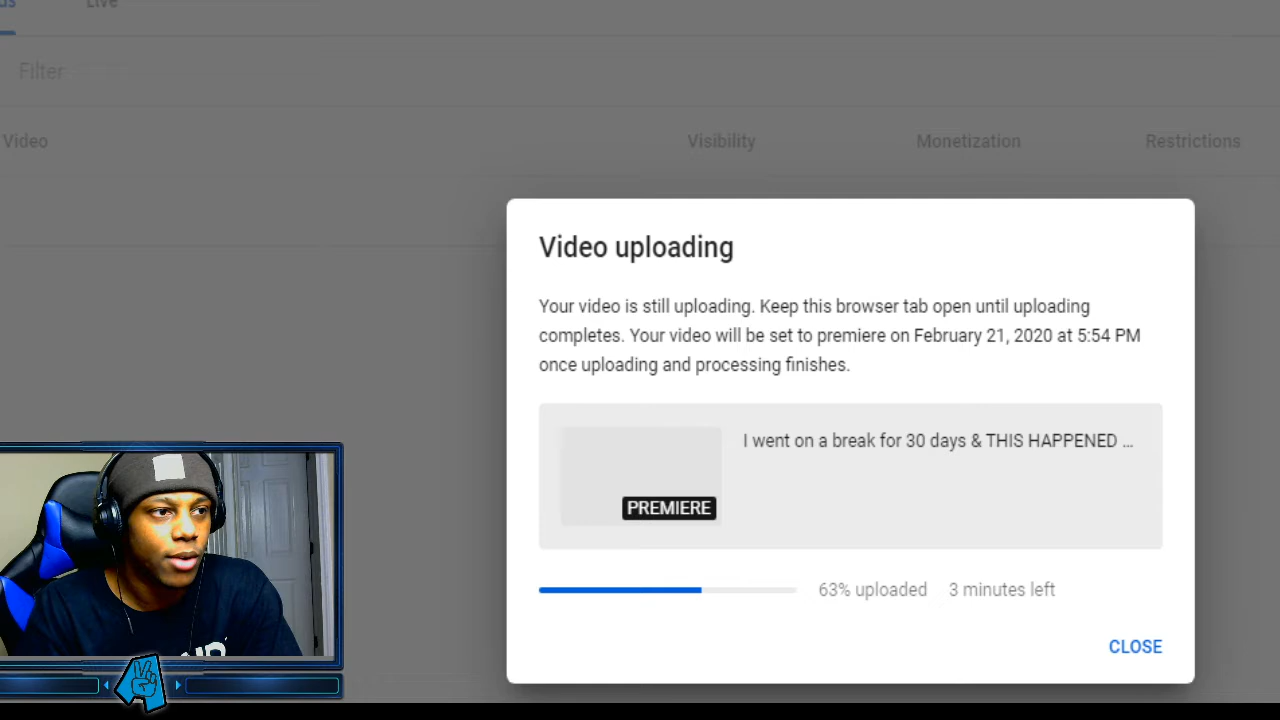 Live
Filter
Video Visibility Monetization Restrictions
Video uploading
Your video is still uploading. Keep this browser tab open until uploading
completes. Your video will be set to premiere on February 21, 2020 at 5:54 PM
once uploading and processing finishes.
I went on a break for 30 days & THIS HAPPENED ...
PREMIERE
63% uploaded 3 minutes left
CLOSE